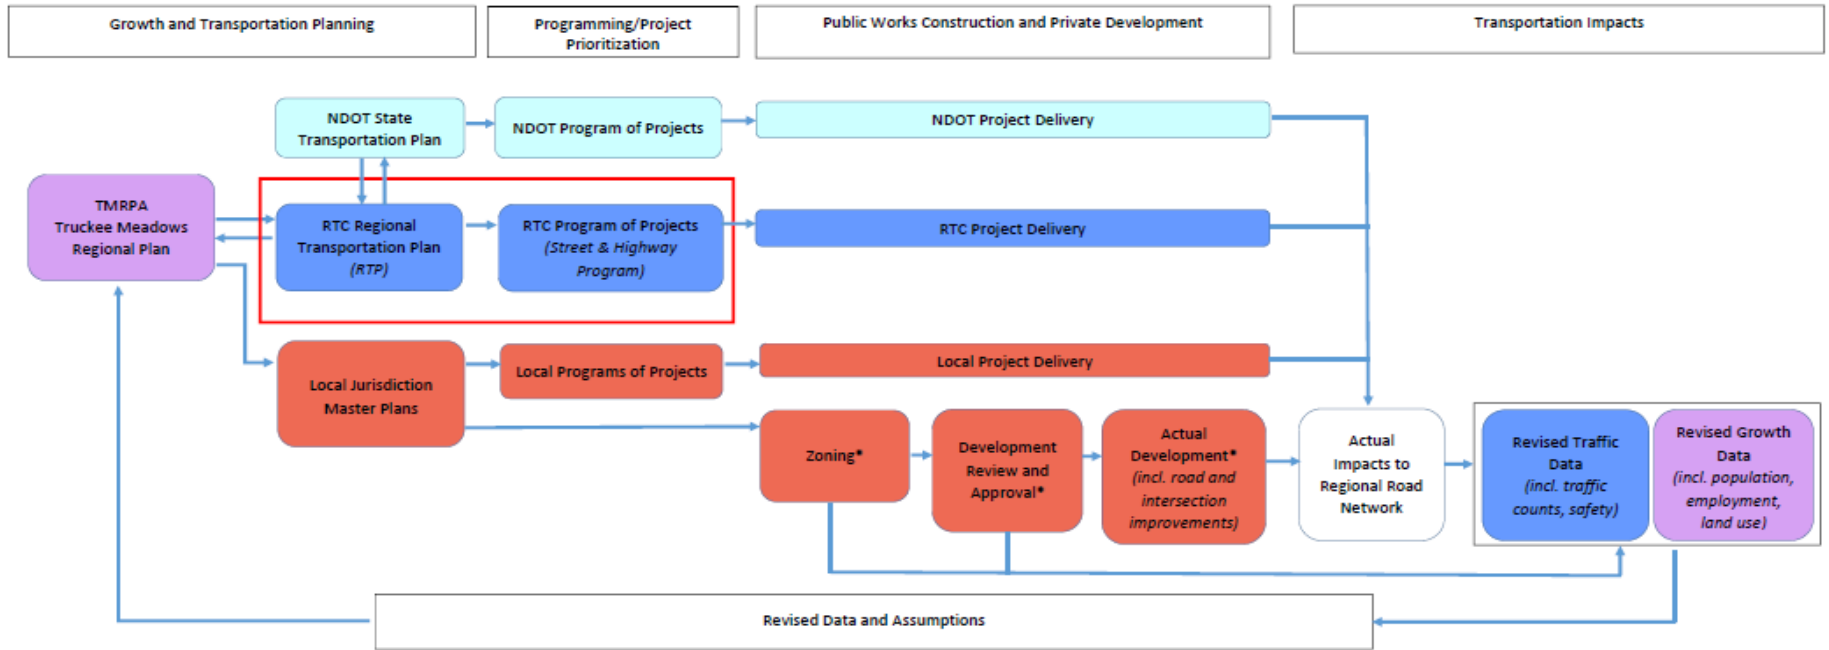 Growth and Transportation Planning
Programming/Project
Prioritization
Public Works Construction and Private Development
Transportation Impacts
NDOT State
Transportation Plan
NDOT Program of Projects
NDOT Project Delivery
TMRPA
Truckee Meadows
Regional Plan
RTC Regional
Transportation Plan
(RTP)
RTC Program of Projects
(Street & Highway
Program)
RTC Project Delivery
Local Jurisdiction
Master Plans
Local Programs of Projects
Local Project Delivery
Zoning*
Development
Review and
Approval*
Actual
Development*
(incl. road and
intersection
improvements)
Actual
Impacts to
Regional Road
Network
Revised Traffic
Data
(incl. traffic
counts, safety)
Revised Growth
Data
(incl. population,
employment,
land use)
Revised Data and Assumptions